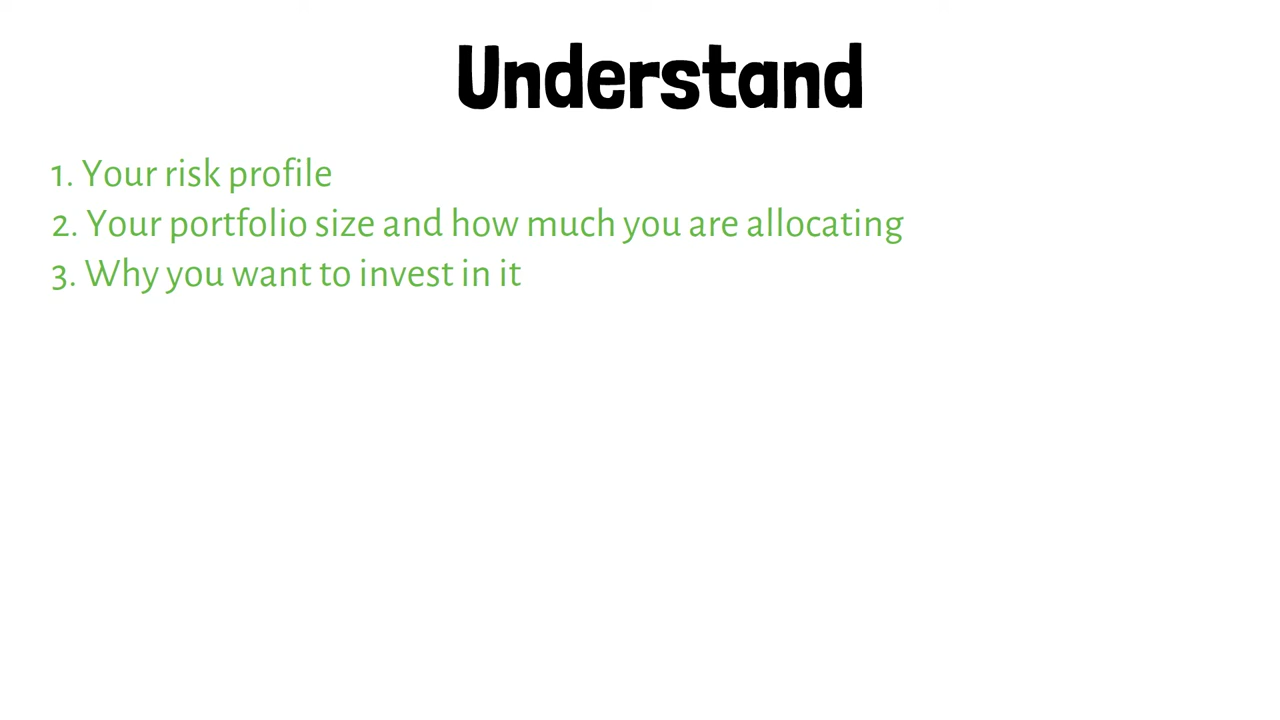 Understand
1. Your risk profile
2. Your portfolio size and how much you are allocating
3. Why you want to invest in it